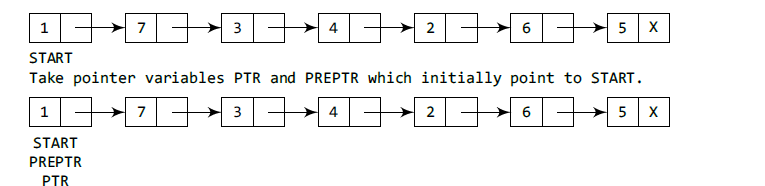 1 7 3 4 2 6 5 X
START
Take pointer variables PTR and PREPTR which initially point to START.
1 7 3 4 2 6 5 X
START
PREPTR
PTR